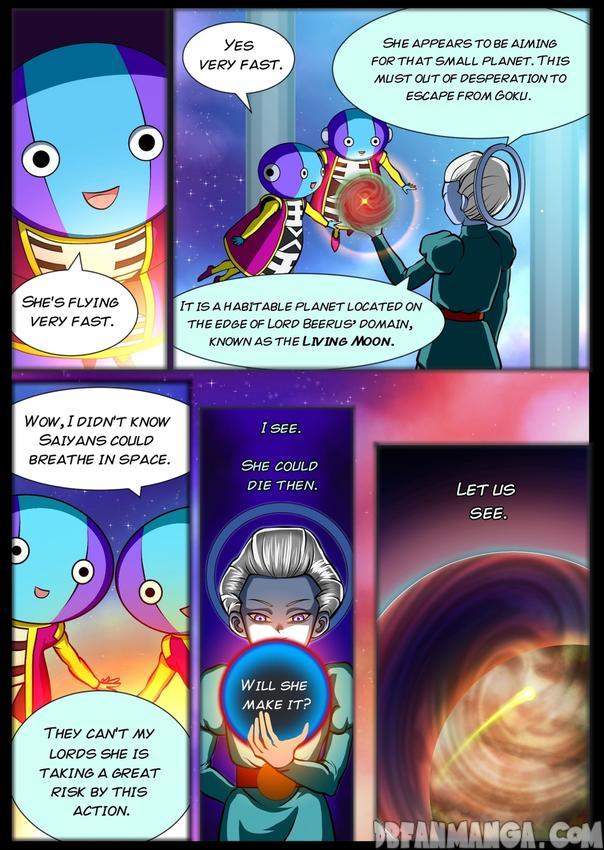 She's flying
very fast.
Yes
very fast.
She appears to be aiming
for that small planet. This
must out of desperation to
escape from Goku.
It is a habitable planet located on
the edge of Lord Beerus' domain,
known as the Living Moon.
Wow, I didn't know
Saiyans could
breathe in space.
They can't my
lords she is
taking a great
risk by this
action.
I see.
She could
die then.
Will she
make it?
Let us
see.
DBFANMANGA.COM